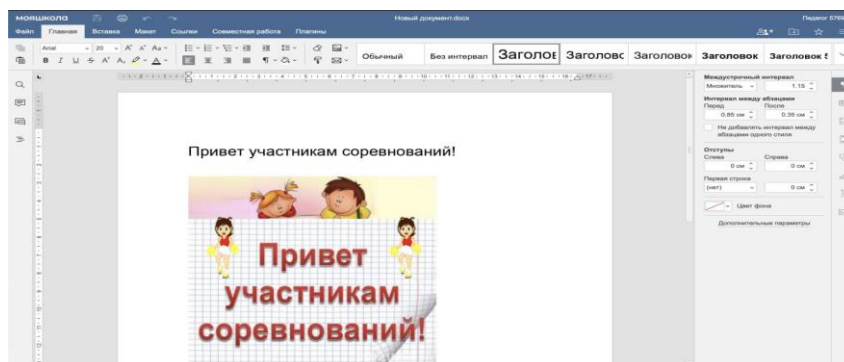 мояшкола
Новый документ.docx
Файл Главная Вставка Макет Ссылки Совместная работа Плагины
Arial 20
Обычный Без интервал Заголов Заголовс Заголовок Заголовок Заголовок 5
Междустрочный интервал
Множитель 1.15
Интервал между абзацами
Перед После
0.85 см 0.35 см
Не добавлять интервал между
абзацами одного стиля
Отступы
Слева Справа
0 см 0 см
Первая строка
(нет) 0 см
Цвет фона
Дополнительные параметры
Привет участникам соревнований!
Привет
участникам
соревнований!